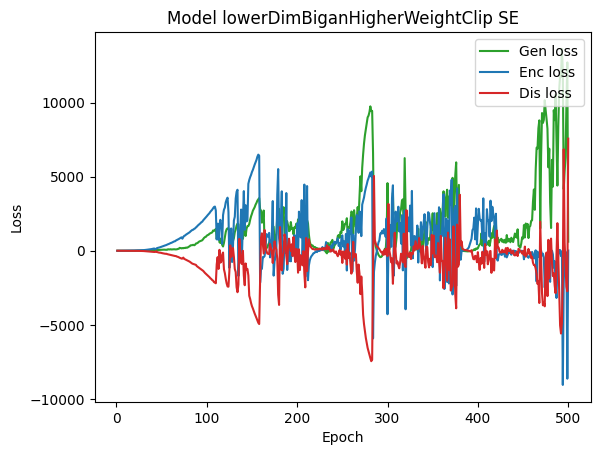 Model lowerDimBiganHigherWeightClip SE
Gen loss
Enc loss
Dis loss
Loss
10000
5000
0
−5000
−10000
0 100 200 300 400 500
Epoch